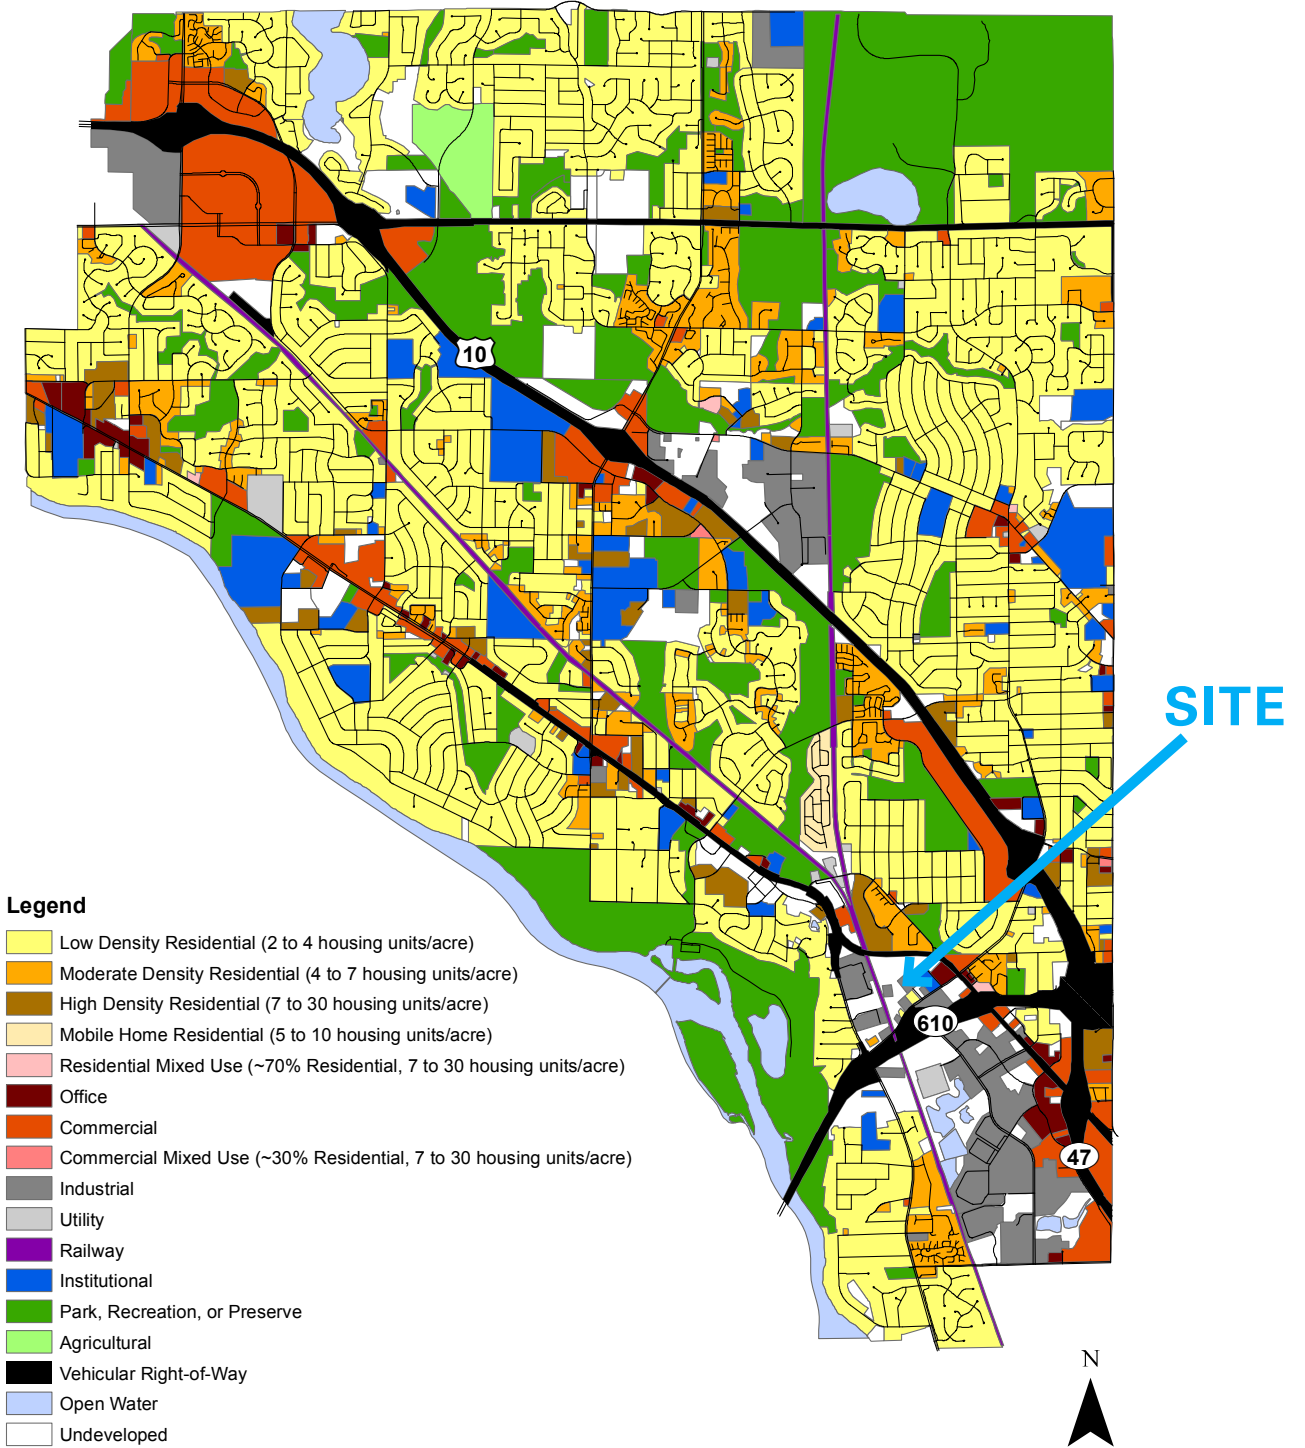 10
SITE
610
47
Legend
Low Density Residential (2 to 4 housing units/acre)
Moderate Density Residential (4 to 7 housing units/acre)
High Density Residential (7 to 30 housing units/acre)
Mobile Home Residential (5 to 10 housing units/acre)
Residential Mixed Use (~70% Residential, 7 to 30 housing units/acre)
Office
Commercial
Commercial Mixed Use (~30% Residential, 7 to 30 housing units/acre)
Industrial
Utility
Railway
Institutional
Park, Recreation, or Preserve
Agricultural
Vehicular Right-of-Way
Open Water
Undeveloped
N